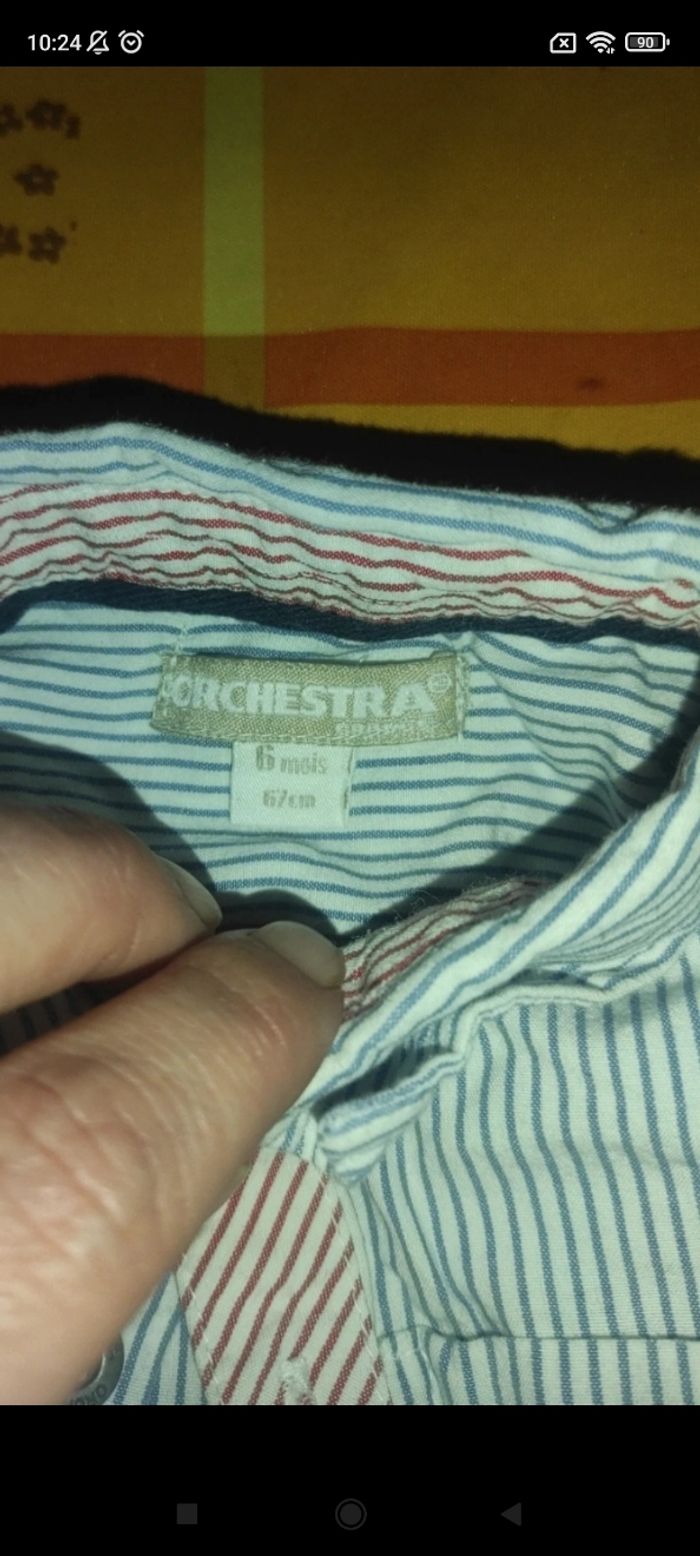 10:24
90
ORCHESTRA
6 mois
67cm